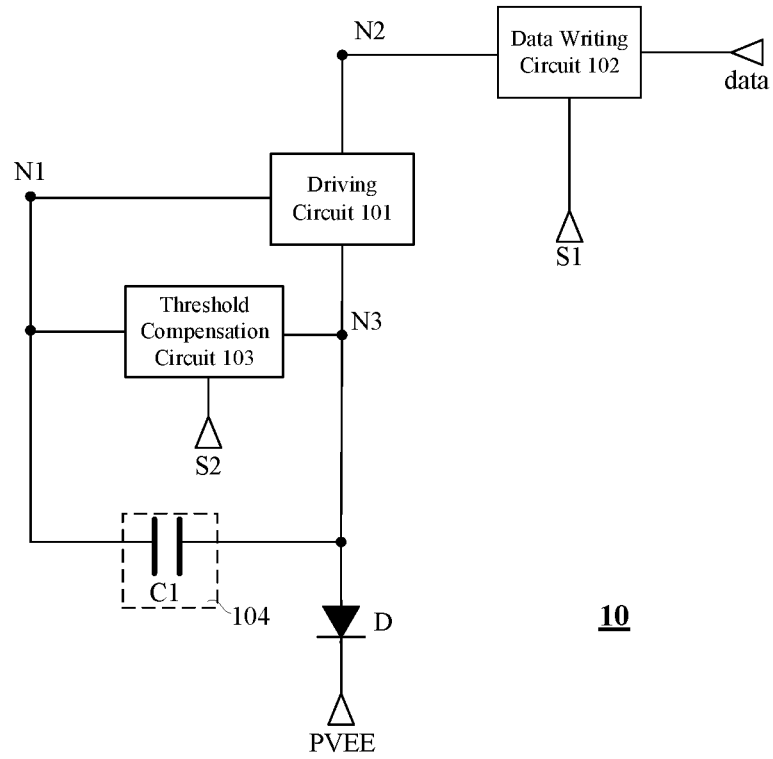 N2
Data Writing
Circuit 102
data
S1
N1
Driving
Circuit 101
Threshold
Compensation
Circuit 103
N3
S2
C1
104
D
10
PVEE